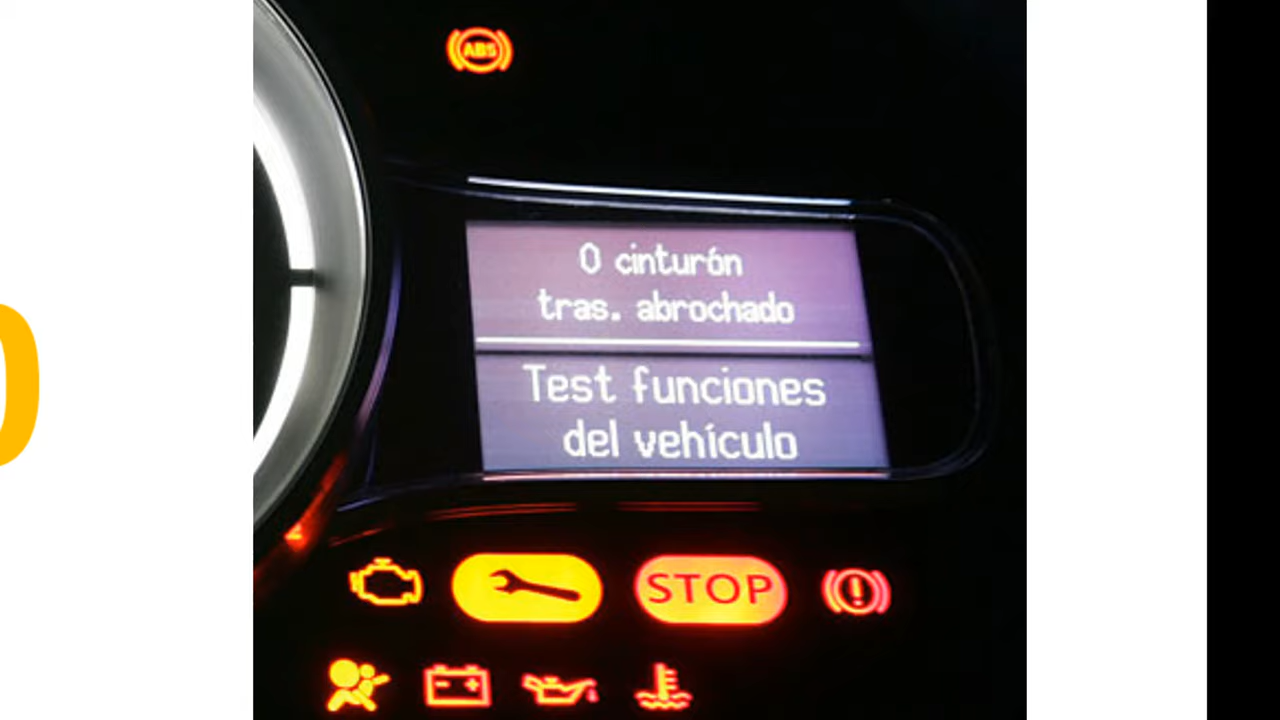 ABS
0 cinturón
tras. abrochado
Test funciones
del vehículo
STOP